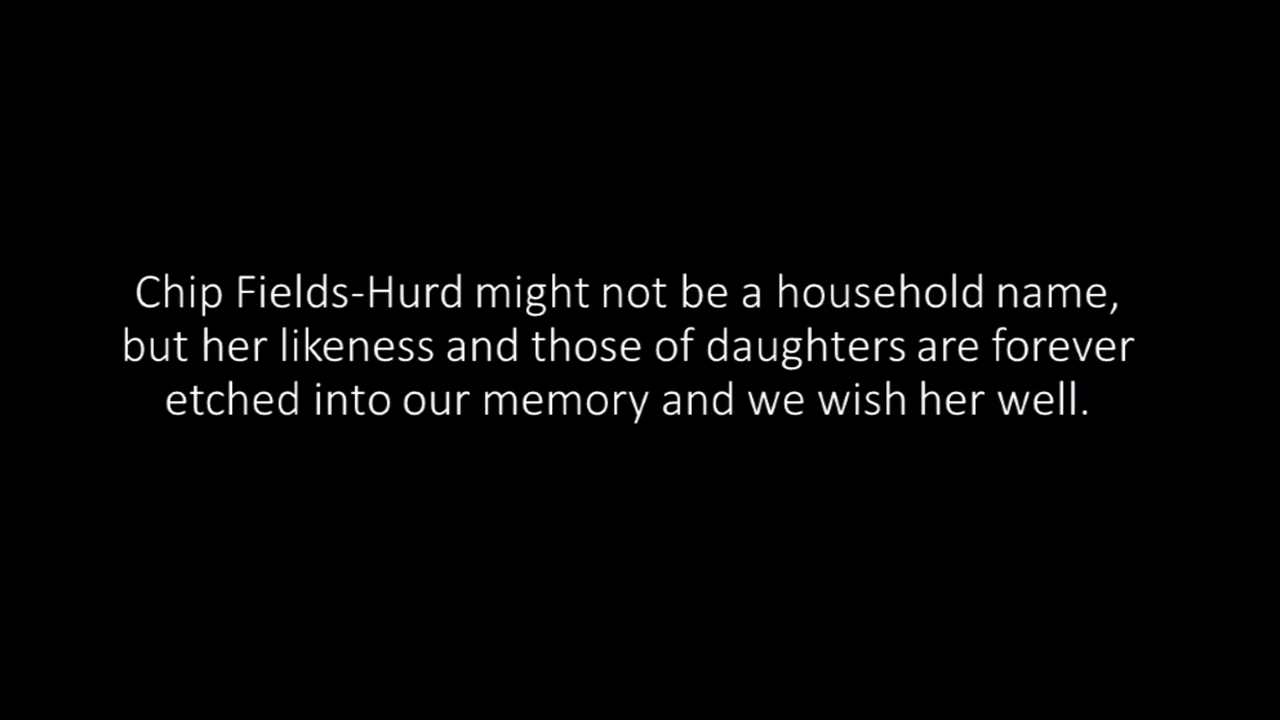 Chip Fields-Hurd might not be a household name,
but her likeness and those of daughters are forever
etched into our memory and we wish her well.